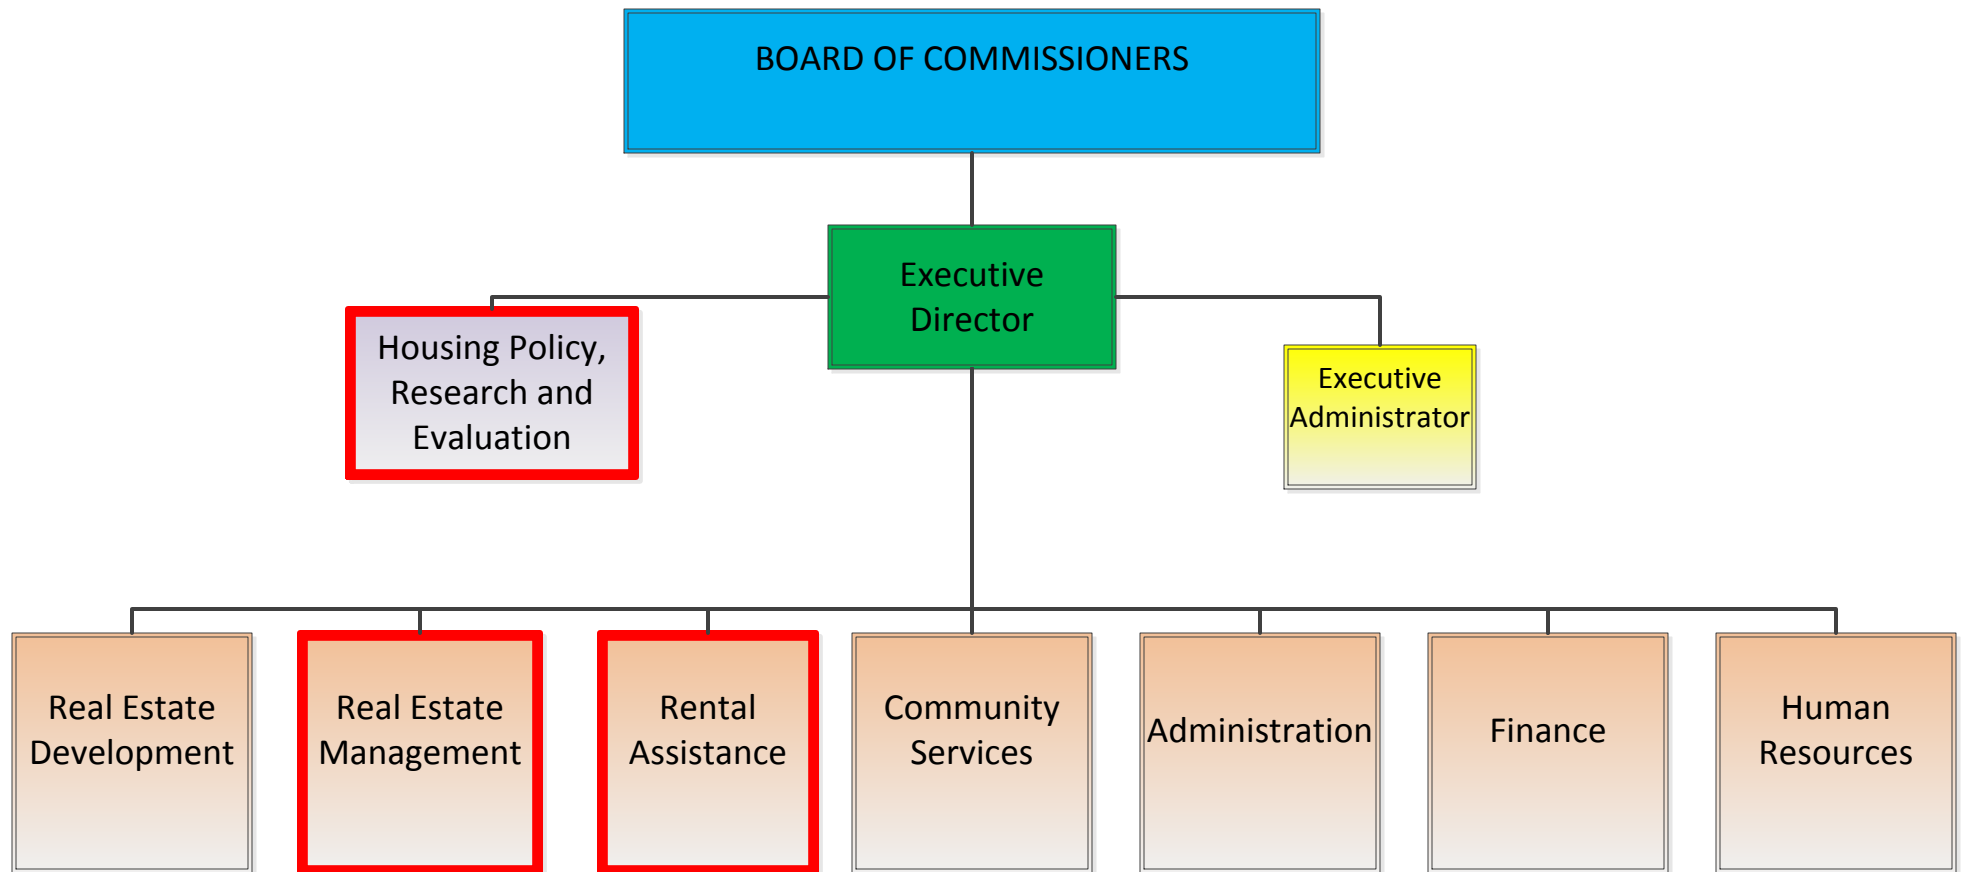 BOARD OF COMMISSIONERS
Executive
Director
Housing Policy,
Research and
Evaluation
Executive
Administrator
Real Estate
Development
Real Estate
Management
Rental
Assistance
Community
Services
Administration
Finance
Human
Resources